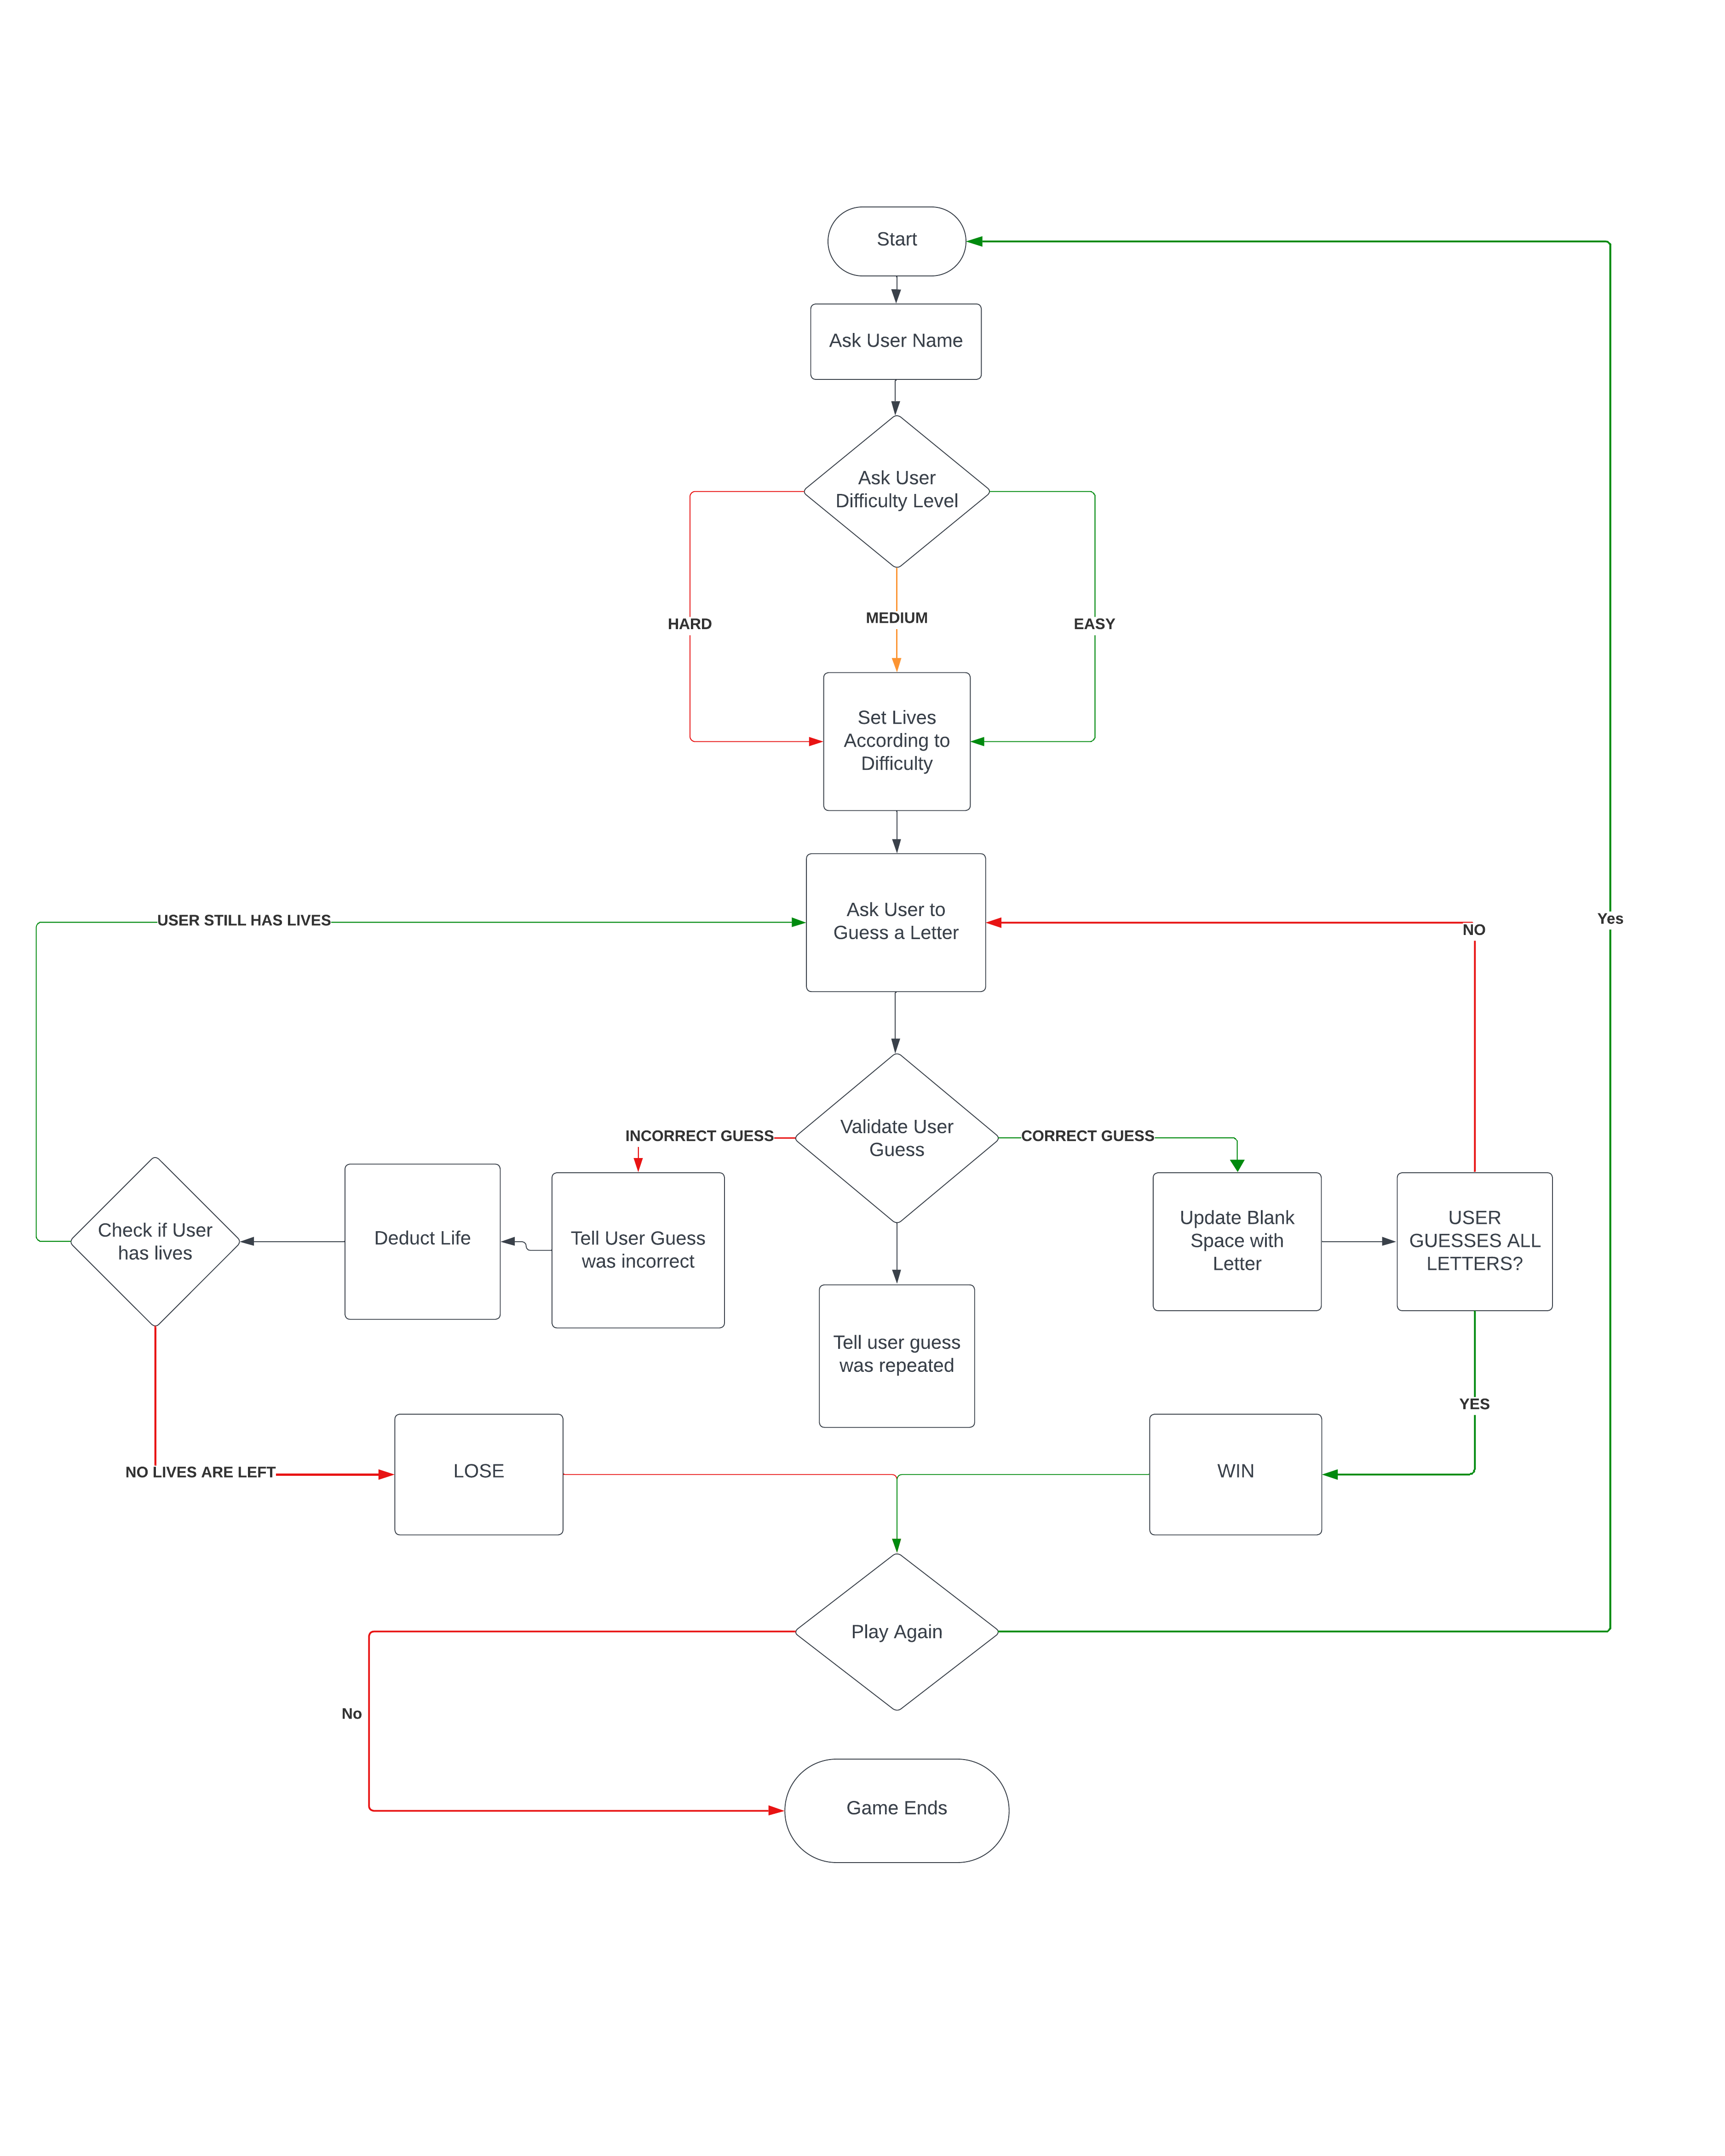 Start
Ask User Name
Ask User
Difficulty Level
HARD
MEDIUM
EASY
Set Lives
According to
Difficulty
Ask User to
Guess a Letter
USER STILL HAS LIVES
NO
Yes
Validate User
Guess
INCORRECT GUESS
CORRECT GUESS
Check if User
has lives
Deduct Life
Tell User Guess
was incorrect
Update Blank
Space with
Letter
USER
GUESSES ALL
LETTERS?
Tell user guess
was repeated
YES
NO LIVES ARE LEFT
LOSE
WIN
Play Again
No
Game Ends